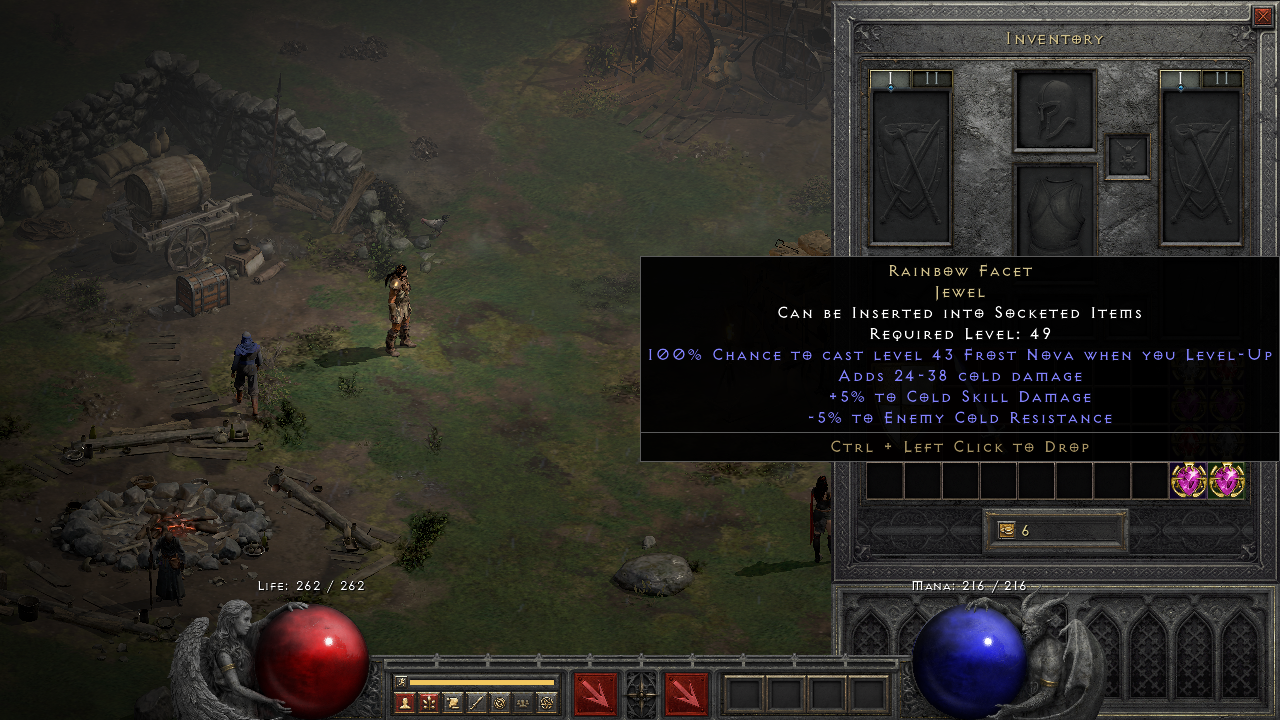 Inventory
I II
I II
Rainbow Facet
Jewel
Can be Inserted into Socketed Items
Required Level: 49
100% Chance to cast level 43 Frost Nova when you Level-Up
Adds 24-38 cold damage
+5% to Cold Skill Damage
-5% to Enemy Cold Resistance
Ctrl + Left Click to Drop
6
Life: 262 / 262
Mana: 216 / 216